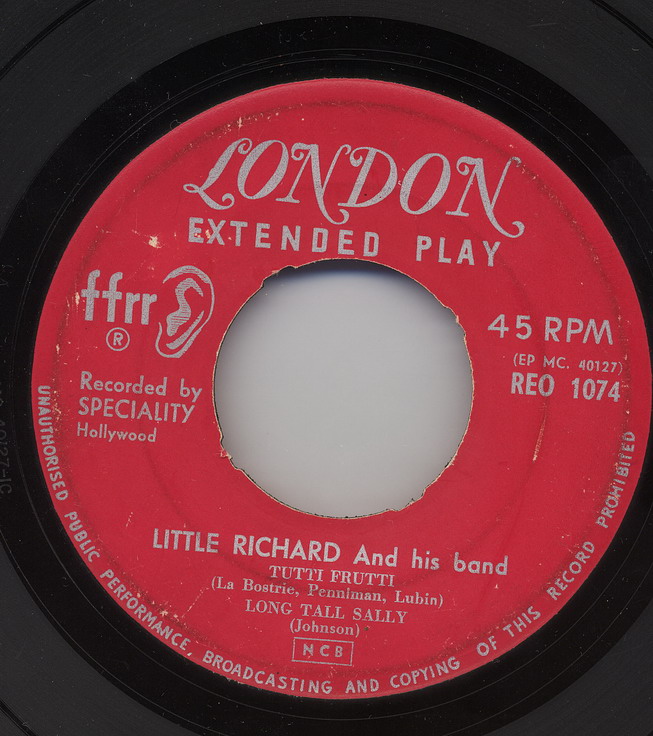 LONDON
EXTENDED PLAY
ffrr
®
45 RPM
(EP MC. 40127)
REO 1074
Recorded by
SPECIALITY
Hollywood
LITTLE RICHARD And his band
TUTTI FRUTTI
(La Bostrie, Penniman, Lubin)
LONG TALL SALLY
(Johnson)
NCB
UNAUTHORISED PUBLIC PERFORMANCE, BROADCASTING AND COPYING OF THIS RECORD PROHIBITED